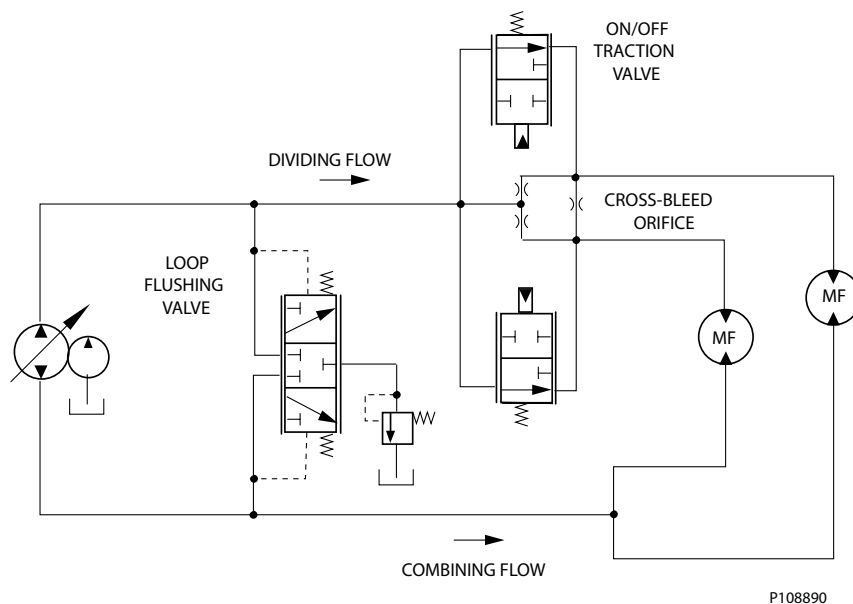 ON/OFF
TRACTION
VALVE
DIVIDING FLOW
CROSS-BLEED
ORIFICE
LOOP
FLUSHING
VALVE
MF
MF
COMBINING FLOW
P108890